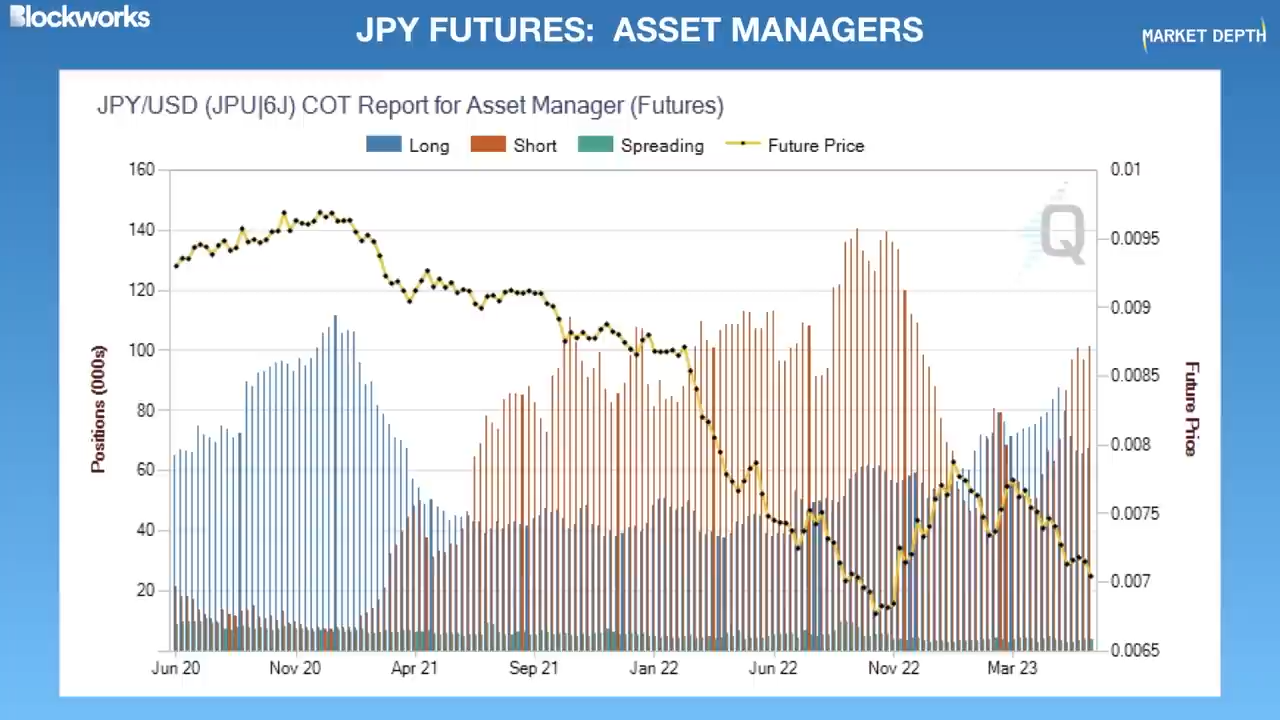 Blockworks
JPY FUTURES: ASSET MANAGERS
MARKET DEPTH
JPY/USD (JPU|6J) COT Report for Asset Manager (Futures)
Long Short Spreading Future Price
160
140
120
100
80
60
40
20
Positions (000s)
0.01
0.0095
0.009
0.0085
0.008
0.0075
0.007
0.0065
Future Price
Q
Jun 20 Nov 20 Apr 21 Sep 21 Jan 22 Jun 22 Nov 22 Mar 23